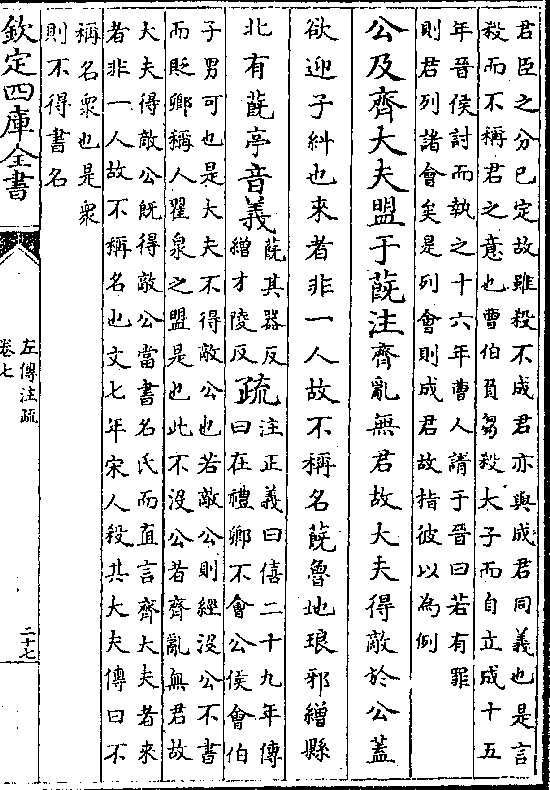 君臣之分已定故雖殺不成君亦與成君同義也是言
殺而不稱君之意也曹伯負芻殺大子而自立成十五
年晉侯討而執之十六年曹人請于晉曰若有罪
則君列諸會矣是列會則成君故指彼以為例
公及齊大夫盟于蔇注齊亂無君故大夫得敵於公蓋
欲迎子糾也來者非一人故不稱名蔇魯地琅邪繒縣
北有蔇亭音義蔇其器反
繒才陵反疏注正義曰僖二十九年傳
曰在禮卿不會公侯會伯
子男可也是大夫不得敵公也若敵公則經沒公不書
而貶卿稱人翟泉之盟是也此不沒公者齊亂無君故
大夫得敵公既得敵公當書名氏而直言齊大夫者來
者非一人故不稱名也文七年宋人殺其大夫傳曰不
稱名衆也是衆
則不得書名
欽定四庫全書
左傳注疏
卷七
二十七